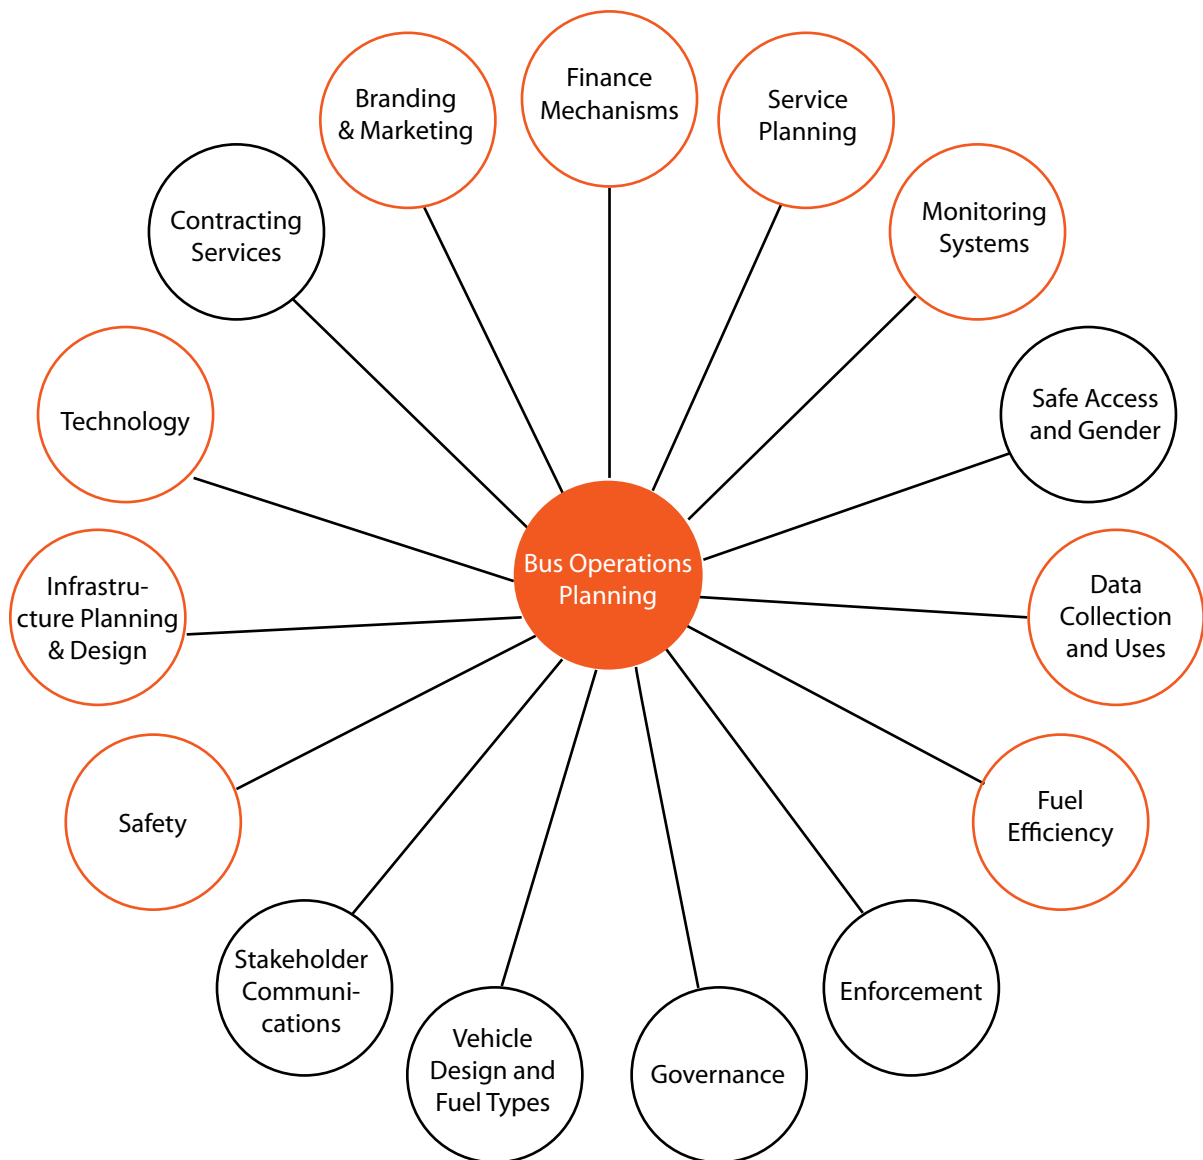 Finance
Mechanisms
Branding
& Marketing
Service
Planning
Contracting
Services
Monitoring
Systems
Technology
Safe Access
and Gender
Bus Operations
Planning
Infrastru-
cture Planning
& Design
Data
Collection
and Uses
Safety
Fuel
Efficiency
Stakeholder
Communi-
cations
Enforcement
Vehicle
Design and
Fuel Types
Governance